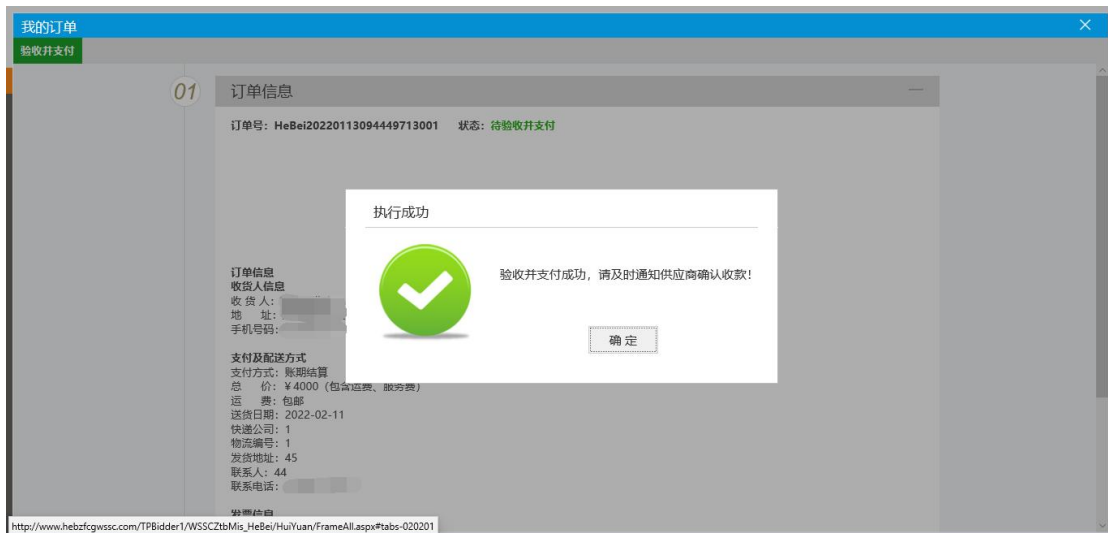 我的订单
验收并支付
01 订单信息
订单号：HeBei20220113094449713001 状态：待验收并支付
执行成功
验收并支付成功，请及时通知供应商确认收款！
确定
订单信息
收货人信息
收 货 人：
地 址：
手机号码：
支付及配送方式
支付方式：账期结算
总 价：￥4000（包含运费、服务费）
运 费：包邮
送货日期：2022-02-11
快递公司：1
物流编号：1
发货地址：45
联系人：44
联系电话：
发票信息
http://www.hebzfcgwssc.com/TPBidder1/WSSCZtbMis_HeBei/HuiYuan/FrameAll.aspx#tabs-020201